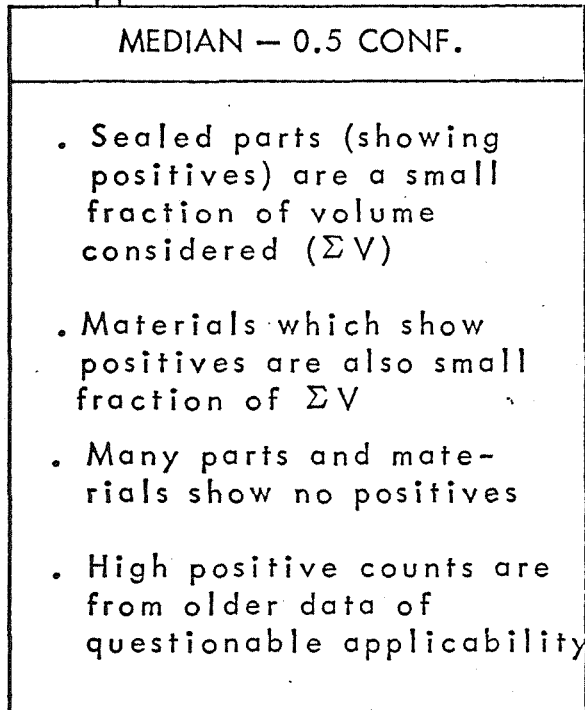 MEDIAN – 0.5 CONF.
. Sealed parts (showing
positives) are a small
fraction of volume
considered (ΣV)
. Materials which show
positives are also small
fraction of ΣV
. Many parts and mate-
rials show no positives
. High positive counts are
from older data of
questionable applicability